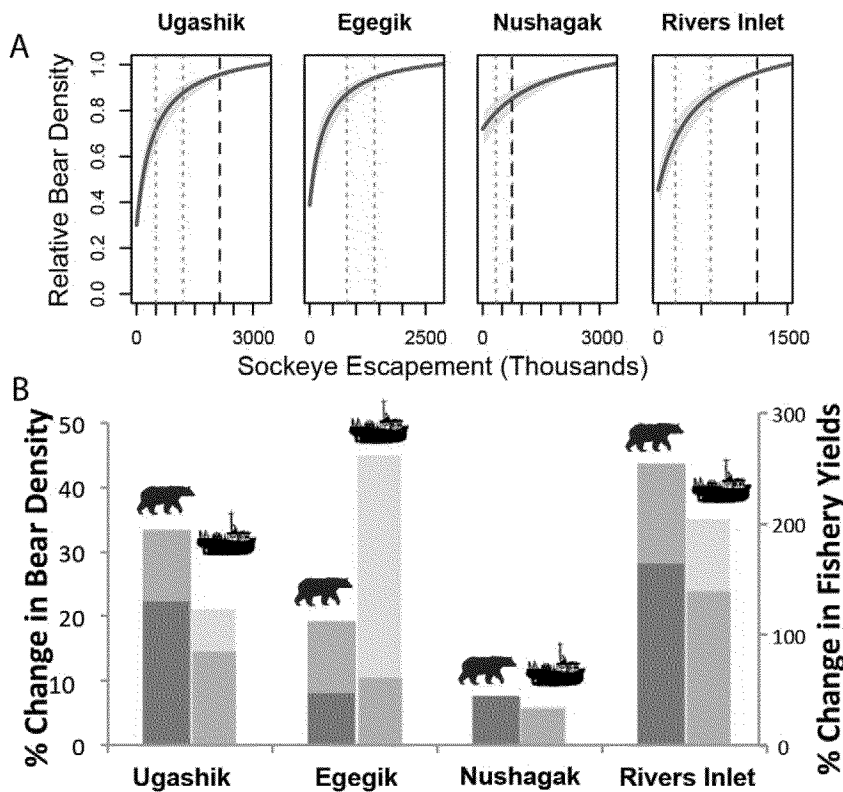 Ugashik Egegik Nushagak Rivers Inlet
A
Relative Bear Density
1.0
0.8
0.6
0.4
0.2
0.0
0 3000 0 2500 0 3000 0 1500
Sockeye Escapement (Thousands)
B
% Change in Bear Density
50
40
30
20
10
0
300
200
100
0
% Change in Fishery Yields
Ugashik Egegik Nushagak Rivers Inlet